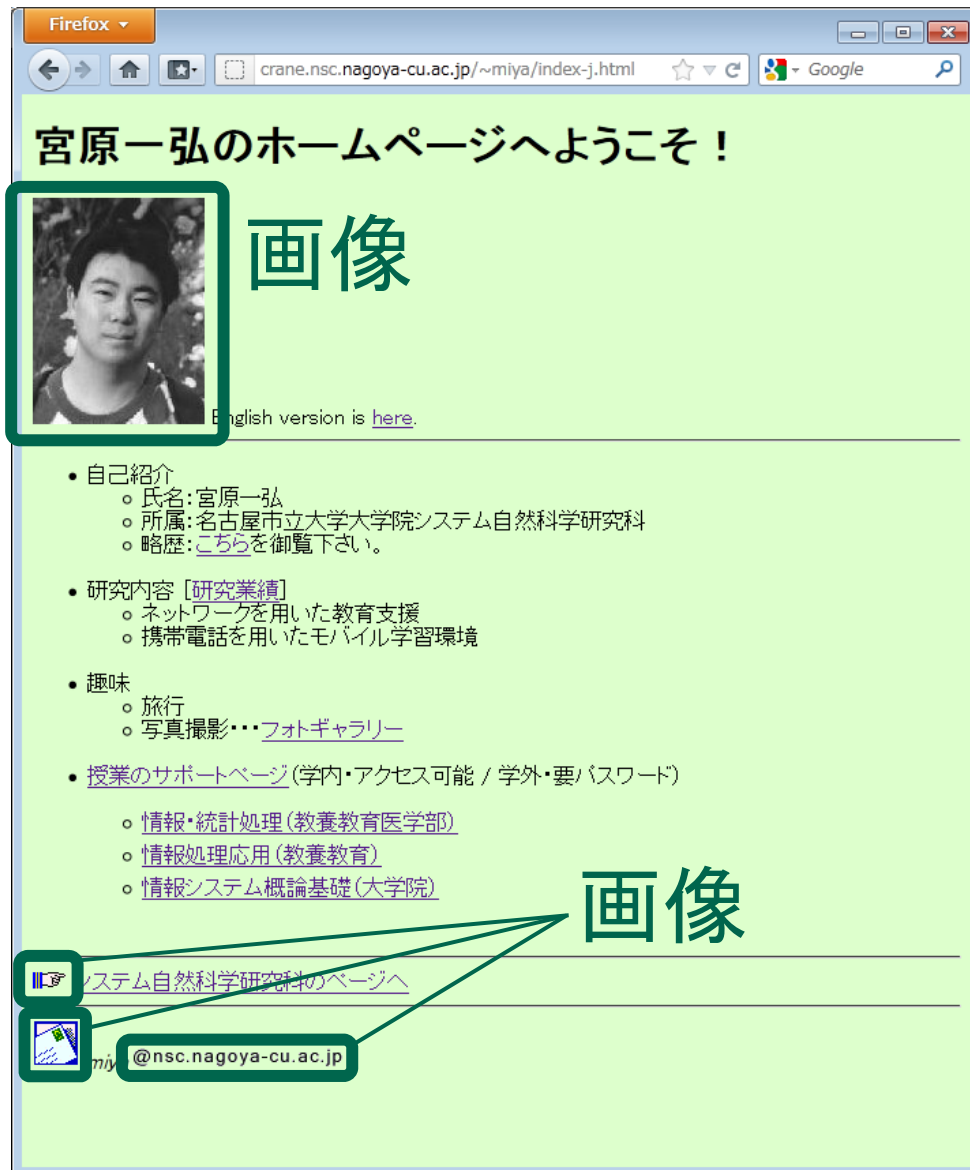 Firefox
crane.nsc.nagoya-cu.ac.jp/~miya/index-j.html
Google
宮原一弘のホームページへようこそ！
画像
English version is here.
自己紹介
氏名：宮原一弘
所属：名古屋市立大学大学院システム自然科学研究科
略歴：こちらを御覧下さい。
研究内容 [研究業績]
ネットワークを用いた教育支援
携帯電話を用いたモバイル学習環境
趣味
旅行
写真撮影・・・フォトギャラリー
授業のサポートページ(学内・アクセス可能 / 学外・要パスワード)
情報・統計処理(教養教育医学部)
情報処理応用(教養教育)
情報システム概論基礎(大学院)
画像
システム自然科学研究科のページへ
miya@nsc.nagoya-cu.ac.jp